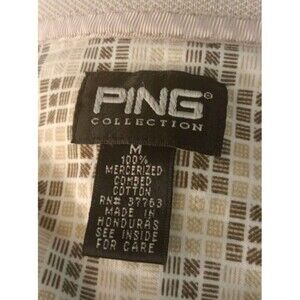 PING®
COLLECTION
M
100%
MERCERIZED
COMBED
COTTON
RN# 37763
MADE IN
HONDURAS
SEE INSIDE
FOR CARE